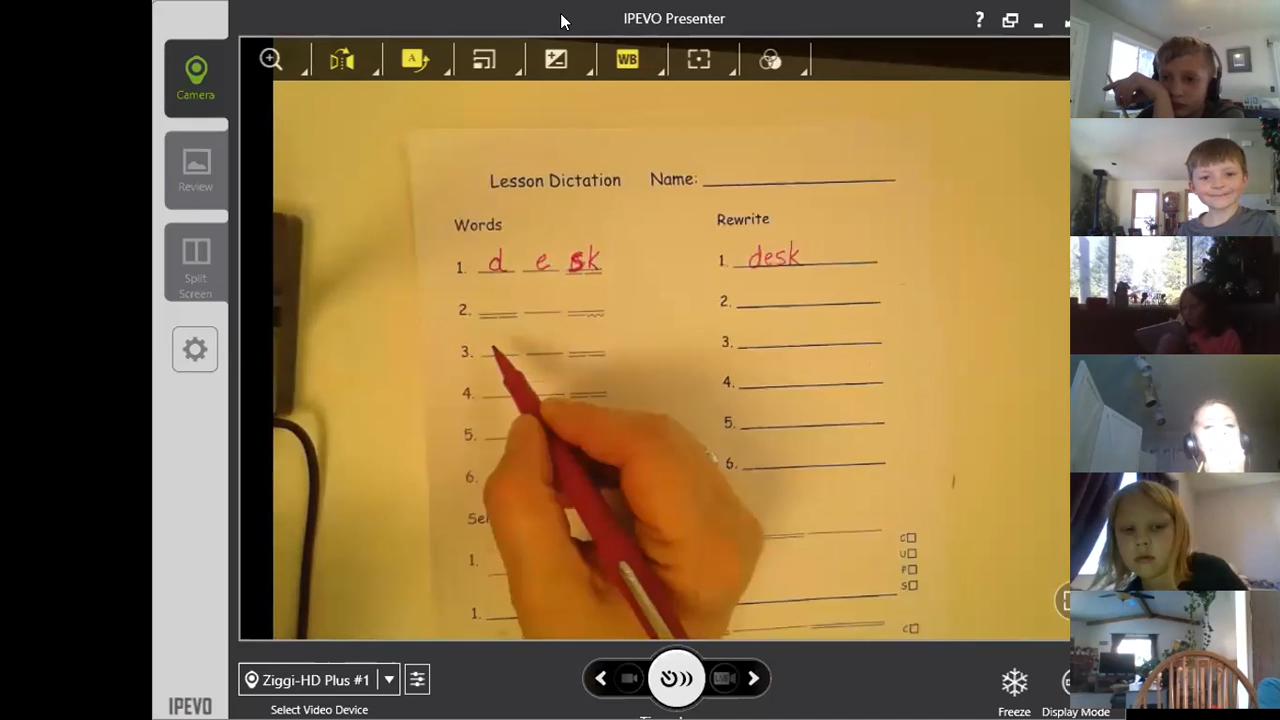 IPEVO Presenter
?
A
WB
Camera
Review
Split
Screen
Lesson Dictation Name:
Words Rewrite
1. d e sk 1. desk
2. 2.
3. 3.
4. 4.
5. 5.
6. 6.
1.
1.
C
U
P
S
C
Ziggi-HD Plus #1
Select Video Device
LIVE
Freeze
Display Mode
IPEVO